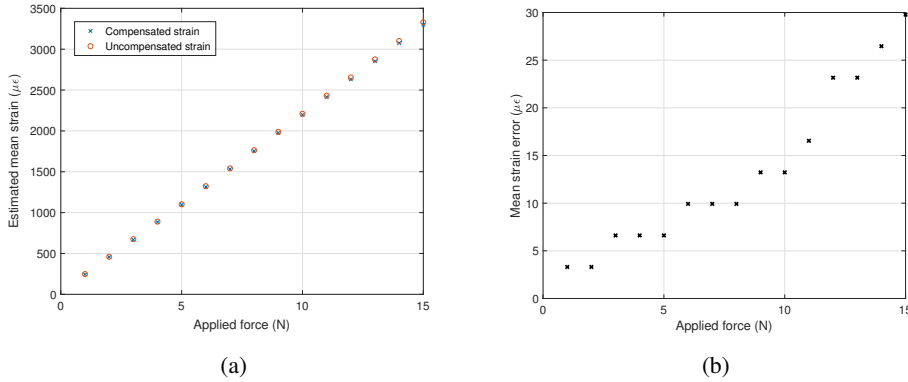 3500
3000
2500
2000
1500
1000
500
0
Estimated mean strain (με)
Compensated strain
Uncompensated strain
0 5 10 15
Applied force (N)
(a)
30
25
20
15
10
5
0
Mean strain error (με)
0 5 10 15
Applied force (N)
(b)